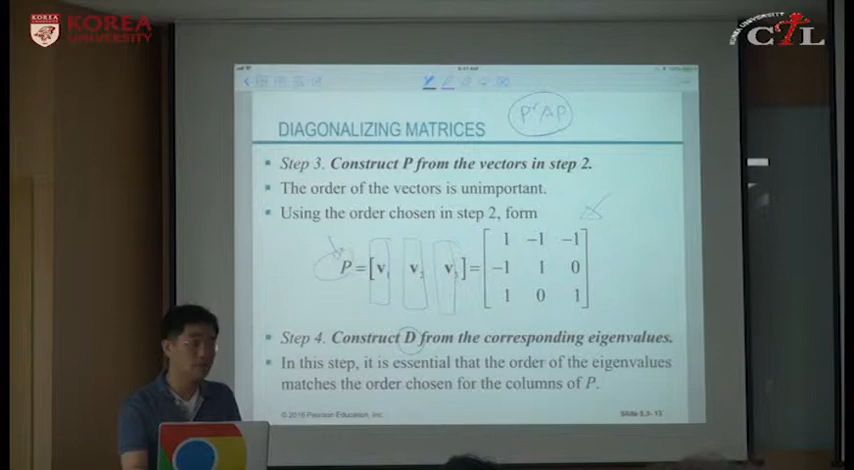 KOREA
UNIVERSITY
KOREA UNIVERSITY
CTL
P⁻¹AP
DIAGONALIZING MATRICES
Step 3. Construct P from the vectors in step 2.
The order of the vectors is unimportant.
Using the order chosen in step 2, form
P = [v₁ v₂ v₃] = [1 −1 −1
−1 1 0
1 0 1]
Step 4. Construct D from the corresponding eigenvalues.
In this step, it is essential that the order of the eigenvalues
matches the order chosen for the columns of P.
© 2016 Pearson Education, Inc.
Slide 5.3- 13